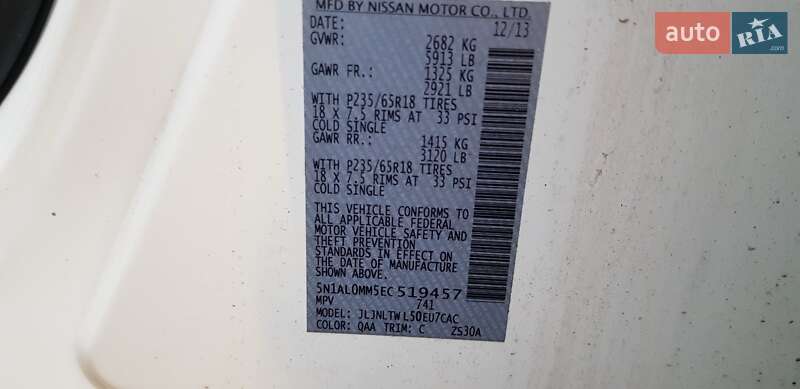 MFD BY NISSAN MOTOR CO., LTD.
DATE: 12/13
GVWR: 2682 KG
5913 LB
GAWR FR.: 1325 KG
2921 LB
WITH P235/65R18 TIRES
18 X 7.5 RIMS AT 33 PSI
COLD SINGLE
GAWR RR.: 1415 KG
3120 LB
WITH P235/65R18 TIRES
18 X 7.5 RIMS AT 33 PSI
COLD SINGLE
THIS VEHICLE CONFORMS TO
ALL APPLICABLE FEDERAL
MOTOR VEHICLE SAFETY AND
THEFT PREVENTION
STANDARDS IN EFFECT ON
THE DATE OF MANUFACTURE
SHOWN ABOVE.
5N1AL0MM5EC519457
MPV 741
MODEL: JLJNLTWL50EU7CAC
COLOR: QAA TRIM: C 2S30A
auto RIA
.com